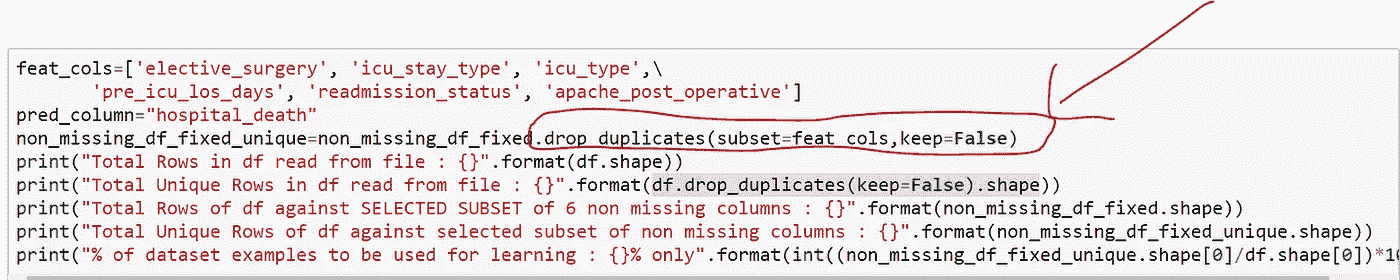 feat_cols=['elective_surgery', 'icu_stay_type', 'icu_type',\
'pre_icu_los_days', 'readmission_status', 'apache_post_operative']
pred_column="hospital_death"
non_missing_df_fixed_unique=non_missing_df_fixed.drop_duplicates(subset=feat_cols,keep=False)
print("Total Rows in df read from file : {}".format(df.shape))
print("Total Unique Rows in df read from file : {}".format(df.drop_duplicates(keep=False).shape))
print("Total Rows of df against SELECTED SUBSET of 6 non missing columns : {}".format(non_missing_df_fixed.shape))
print("Total Unique Rows of df against selected subset of non missing columns : {}".format(non_missing_df_fixed_unique.shape))
print("% of dataset examples to be used for learning : {}% only".format(int((non_missing_df_fixed_unique.shape[0]/df.shape[0])*1